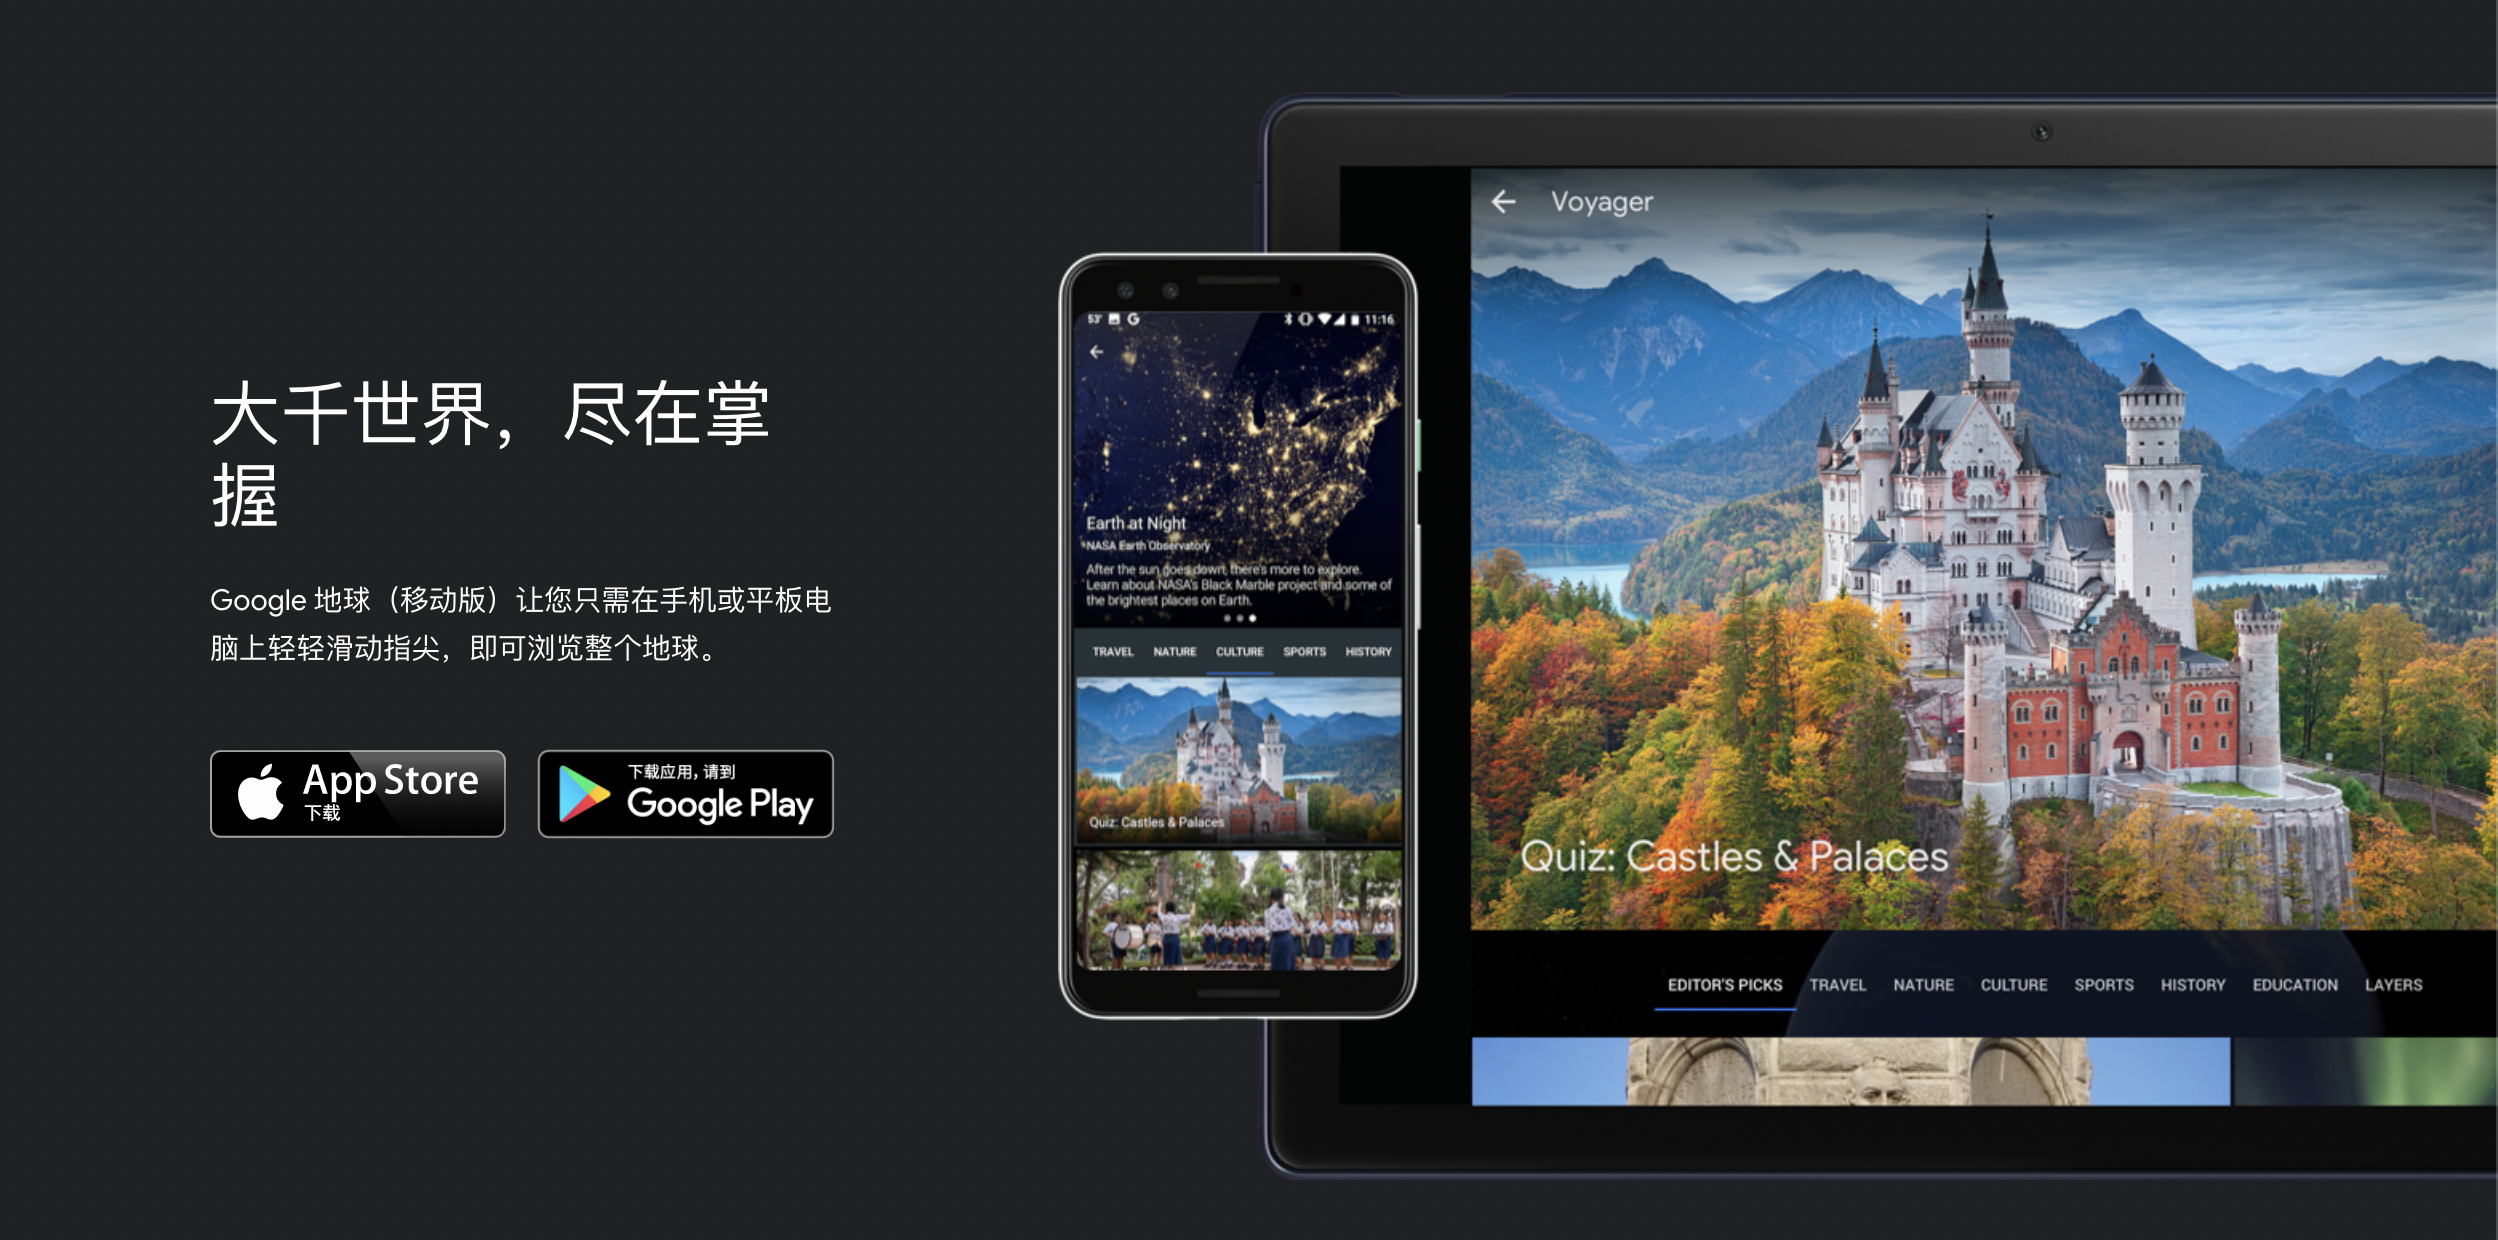 大千世界，尽在掌
握
Google 地球（移动版）让您只需在手机或平板电
脑上轻轻滑动指尖，即可浏览整个地球。
App Store
下载
下载应用, 请到
Google Play
53°
11:16
Earth at Night
NASA Earth Observatory
After the sun goes down, there's more to explore.
Learn about NASA's Black Marble project and some of
the brightest places on Earth.
TRAVEL NATURE CULTURE SPORTS HISTORY
Quiz: Castles & Palaces
Voyager
Quiz: Castles & Palaces
EDITOR'S PICKS TRAVEL NATURE CULTURE SPORTS HISTORY EDUCATION LAYERS